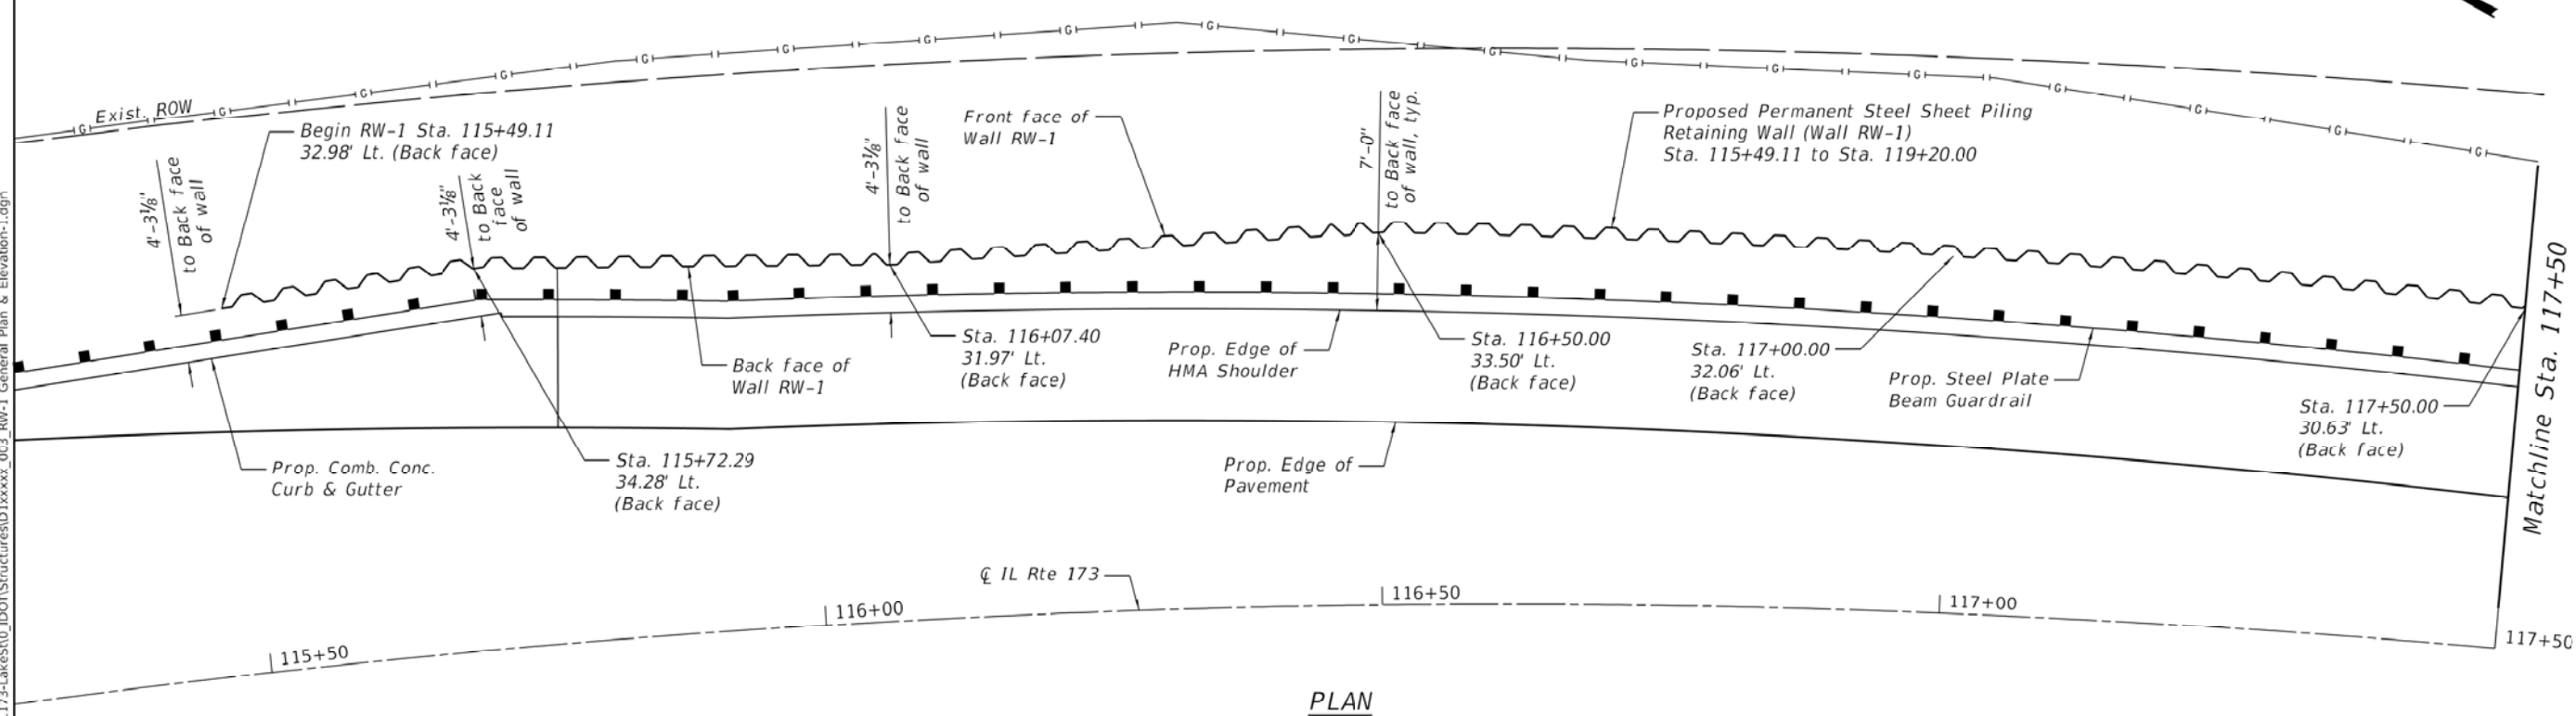 Exist. ROW
G G G G G G G G G G G G G G G G G G
Begin RW-1 Sta. 115+49.11
32.98' Lt. (Back face)
4'-3⅛"
to Back face
of wall
4'-3⅛"
to Back
face
of wall
4'-3⅛"
to Back face
of wall
Front face of
Wall RW-1
7'-0"
to Back face
of wall, typ.
Proposed Permanent Steel Sheet Piling
Retaining Wall (Wall RW-1)
Sta. 115+49.11 to Sta. 119+20.00
Back face of
Wall RW-1
Sta. 116+07.40
31.97' Lt.
(Back face)
Prop. Edge of
HMA Shoulder
Sta. 116+50.00
33.50' Lt.
(Back face)
Sta. 117+00.00
32.06' Lt.
(Back face)
Prop. Steel Plate
Beam Guardrail
Sta. 117+50.00
30.63' Lt.
(Back face)
Matchline Sta. 117+50
Prop. Comb. Conc.
Curb & Gutter
Sta. 115+72.29
34.28' Lt.
(Back face)
Prop. Edge of
Pavement
℄ IL Rte 173
115+50
116+00
116+50
117+00
117+50
PLAN
RW-1 General Plan & Elevation-1.dgn